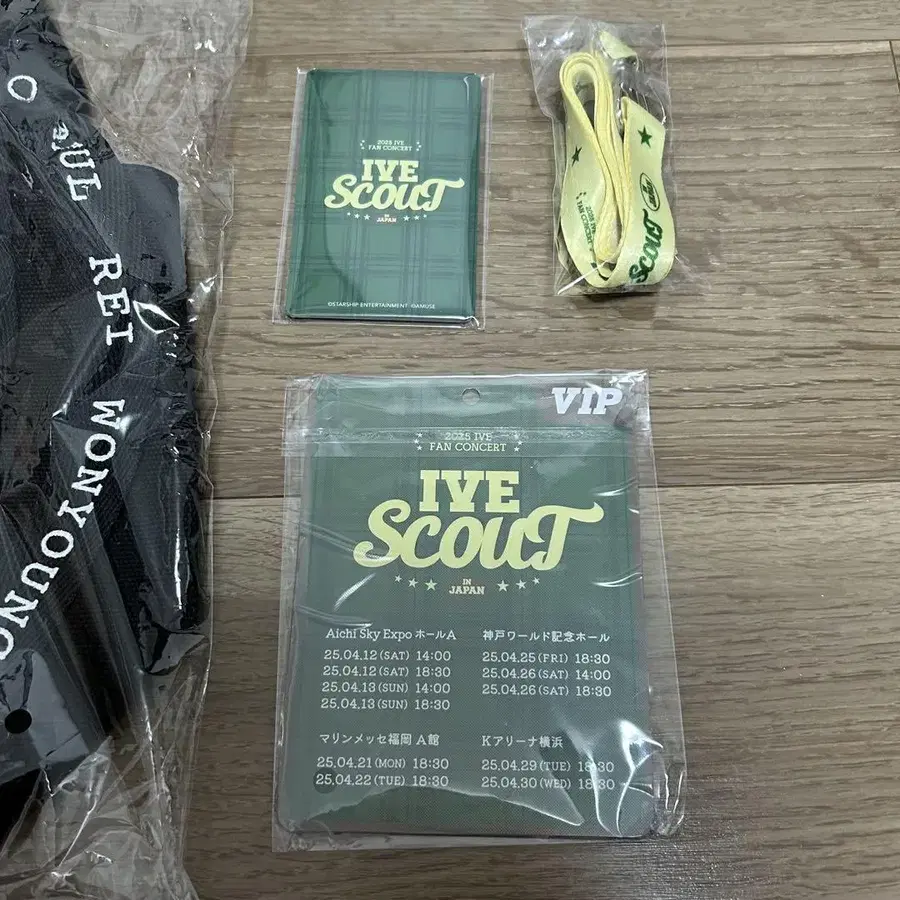 REI WONYOUNG
2025 IVE
FAN CONCERT
IVE
SCOUT
IN
JAPAN
©STARSHIP ENTERTAINMENT ©AMUSE
2025 IVE
FAN CONCERT
SCOUT
VIP
2025 IVE
FAN CONCERT
IVE
SCOUT
IN
JAPAN
Aichi Sky Expo ホールA
25.04.12(SAT) 14:00
25.04.12(SAT) 18:30
25.04.13(SUN) 14:00
25.04.13(SUN) 18:30
神戸ワールド記念ホール
25.04.25(FRI) 18:30
25.04.26(SAT) 14:00
25.04.26(SAT) 18:30
マリンメッセ福岡 A館
25.04.21(MON) 18:30
25.04.22(TUE) 18:30
Kアリーナ横浜
25.04.29(TUE) 18:30
25.04.30(WED) 18:30